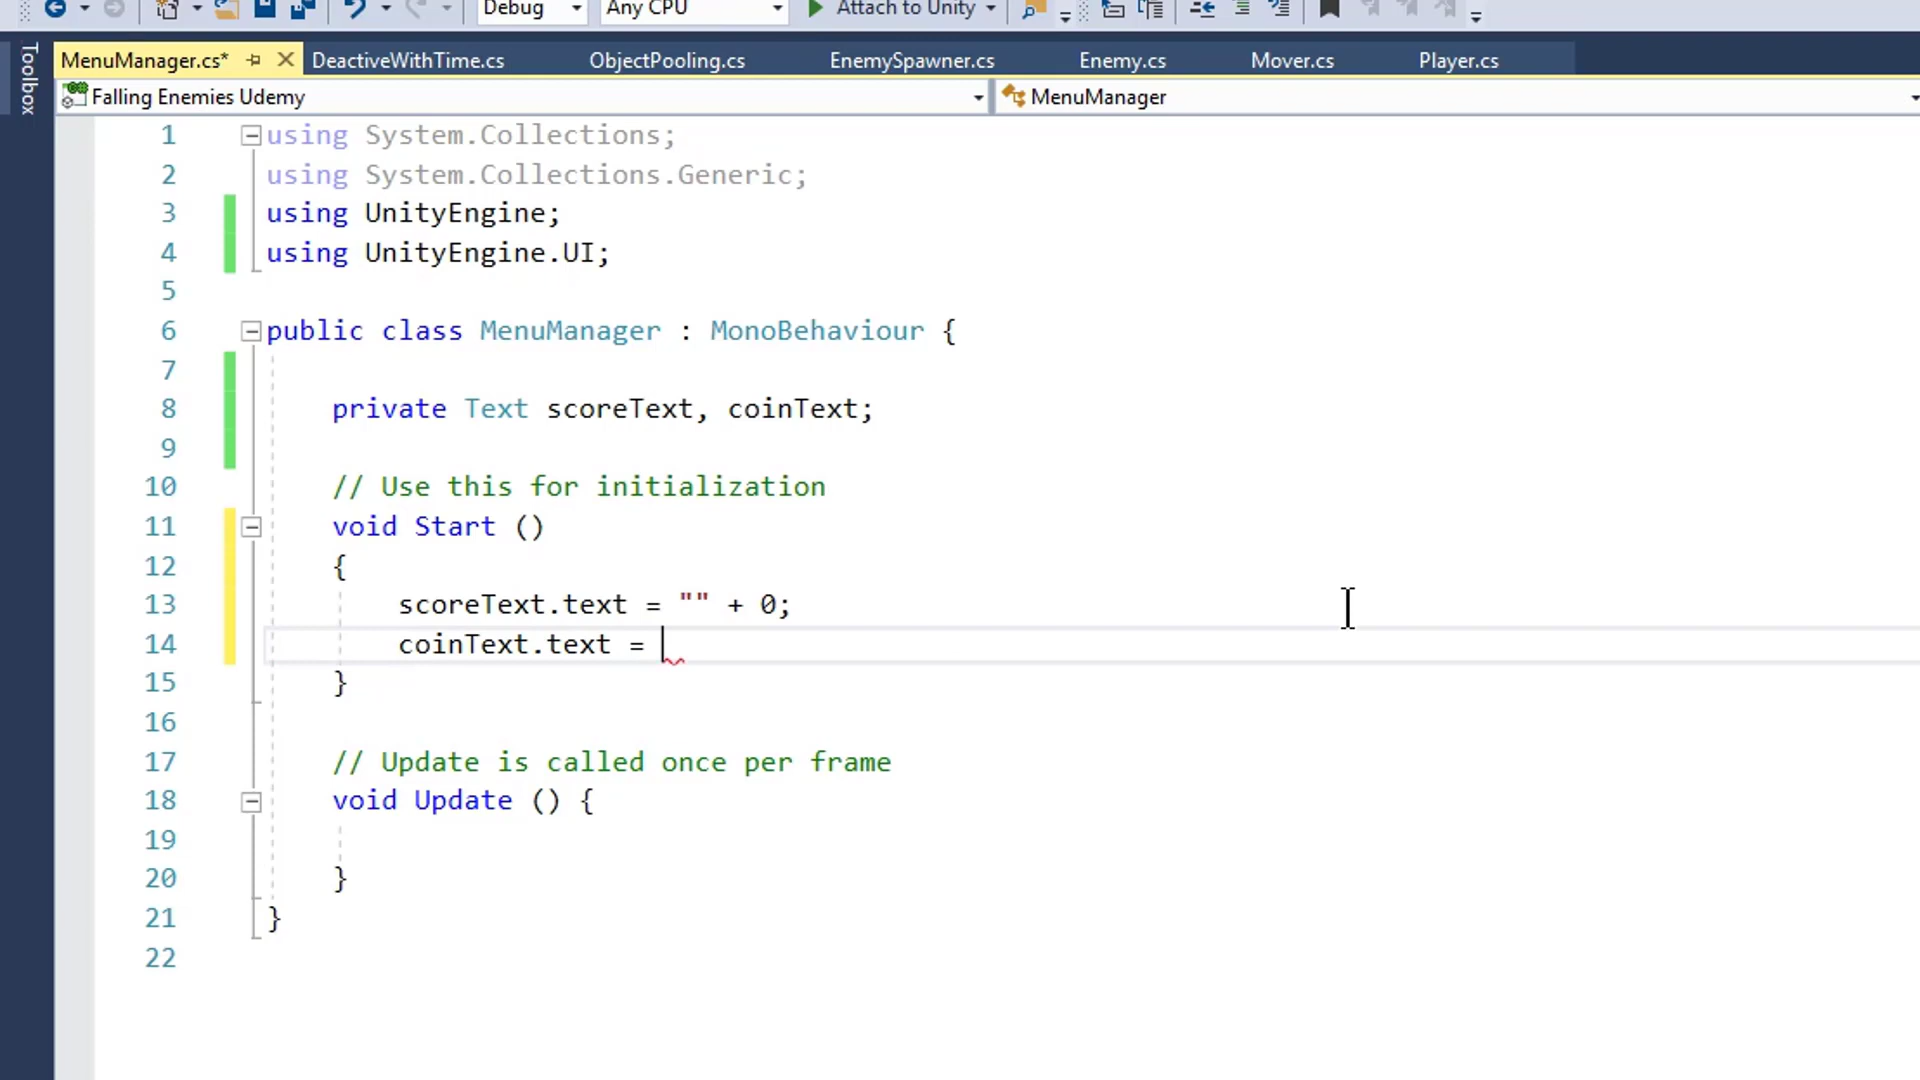 Debug Any CPU Attach to Unity
Toolbox
MenuManager.cs* DeactiveWithTime.cs ObjectPooling.cs EnemySpawner.cs Enemy.cs Mover.cs Player.cs
Falling Enemies Udemy MenuManager
1 using System.Collections;
2 using System.Collections.Generic;
3 using UnityEngine;
4 using UnityEngine.UI;
5
6 public class MenuManager : MonoBehaviour {
7
8 private Text scoreText, coinText;
9
10 // Use this for initialization
11 void Start ()
12 {
13 scoreText.text = "" + 0;
14 coinText.text =
15 }
16
17 // Update is called once per frame
18 void Update () {
19
20 }
21 }
22